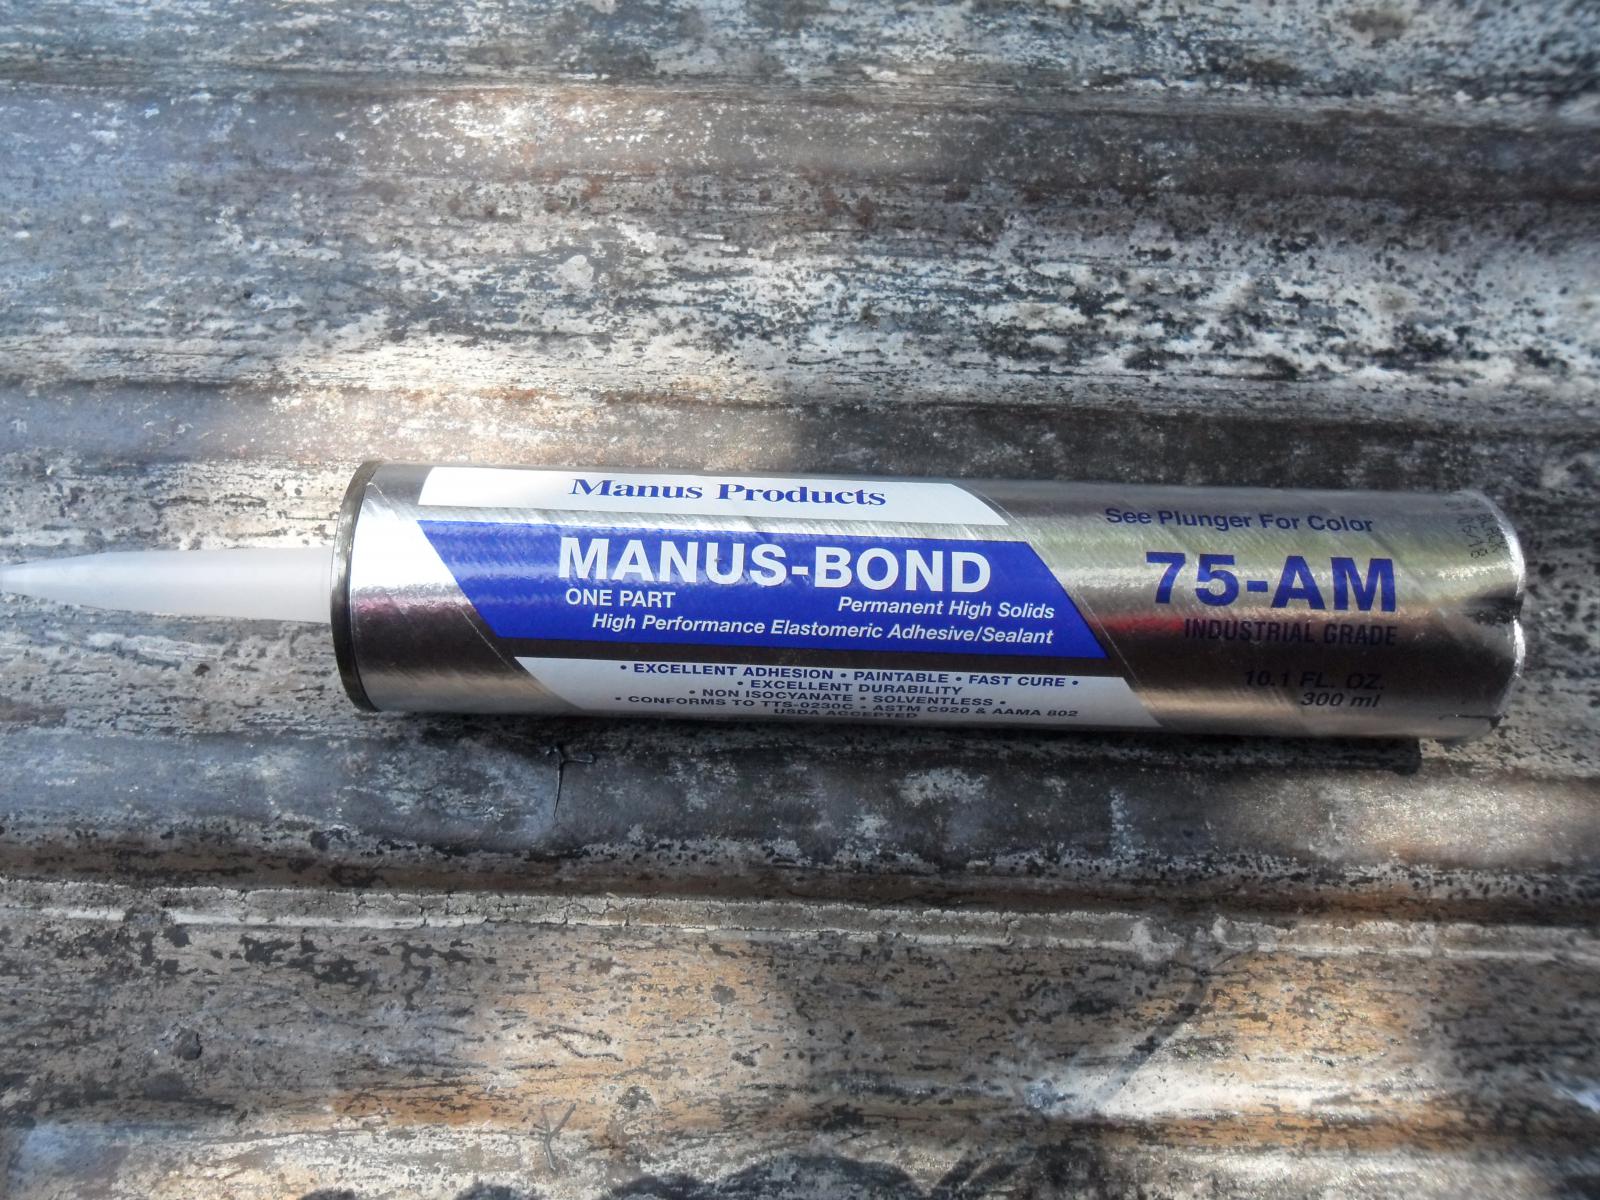 Manus Products
See Plunger For Color
MANUS-BOND
75-AM
ONE PART
Permanent High Solids
INDUSTRIAL GRADE
High Performance Elastomeric Adhesive/Sealant
• EXCELLENT ADHESION • PAINTABLE • FAST CURE •
• EXCELLENT DURABILITY
• NON ISOCYANATE • SOLVENTLESS •
• CONFORMS TO TTS-0230C • ASTM C920 & AAMA 802
USDA ACCEPTED
10.1 FL. OZ.
300 ml